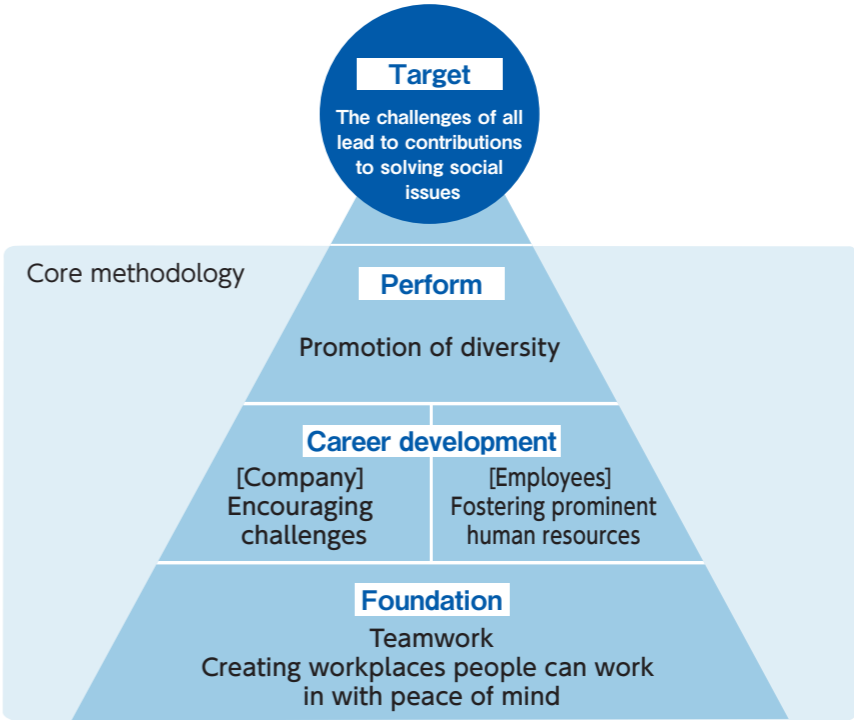 Target
The challenges of all
lead to contributions
to solving social
issues
Core methodology
Perform
Promotion of diversity
Career development
[Company]
Encouraging
challenges
[Employees]
Fostering prominent
human resources
Foundation
Teamwork
Creating workplaces people can work
in with peace of mind